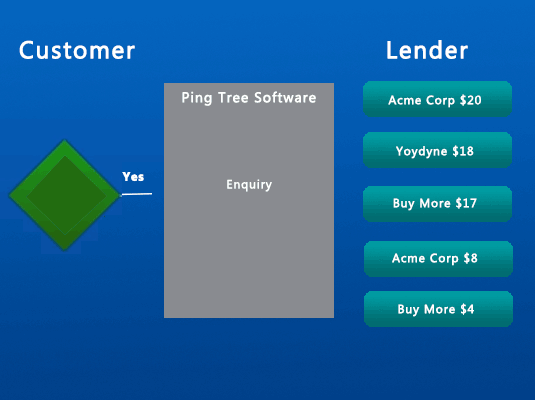 Customer
Lender
Ping Tree Software
Acme Corp $20
Yoydyne $18
Yes
Enquiry
Buy More $17
Acme Corp $8
Buy More $4